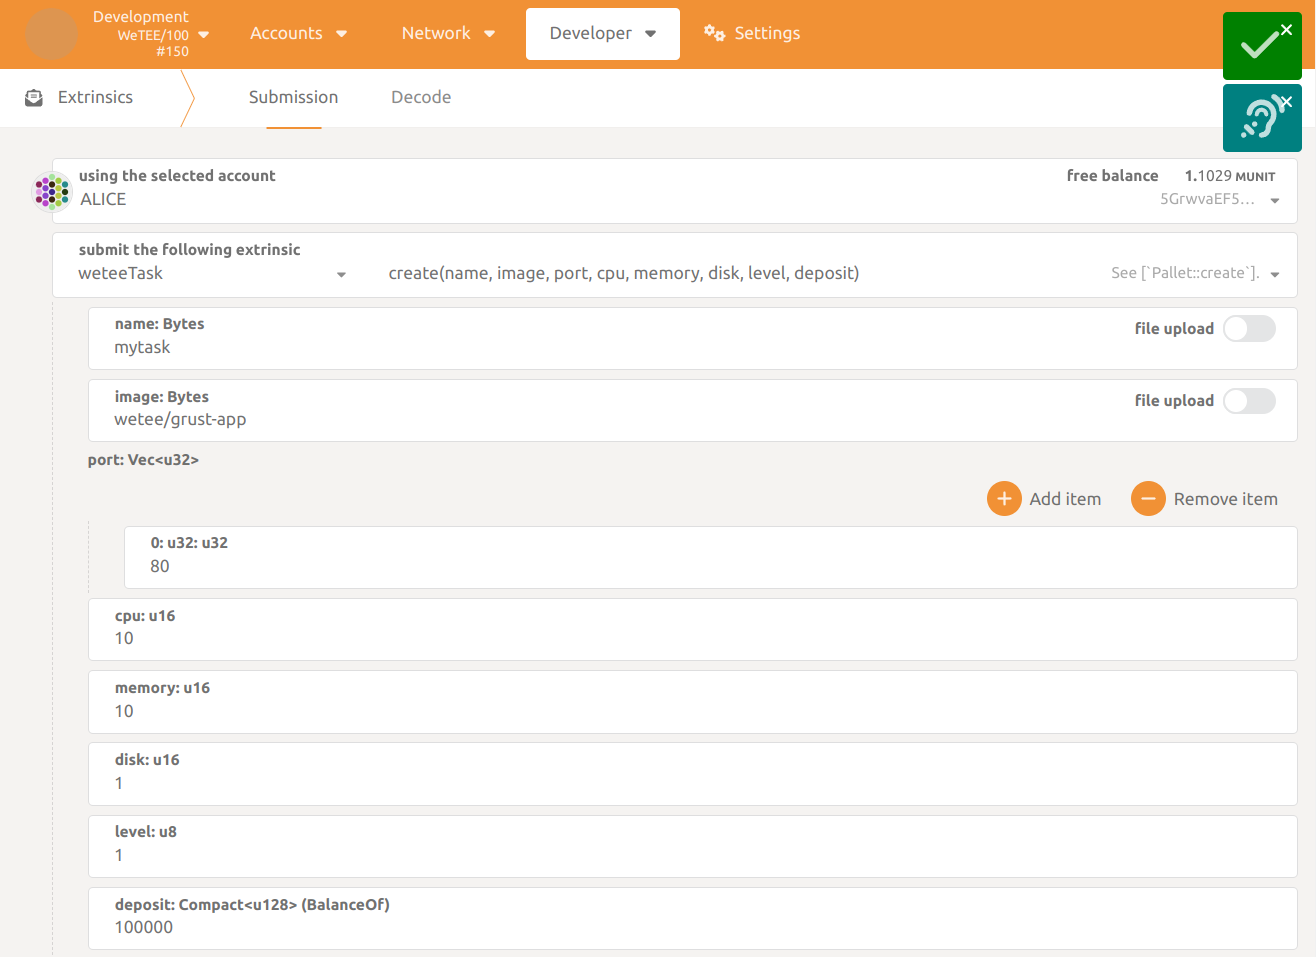 Development
WeTEE/100
#150
Accounts
Network
Developer
Settings
Extrinsics
Submission
Decode
using the selected account
ALICE
free balance 1.1029 MUNIT
5GrwvaEF5…
submit the following extrinsic
weteeTask
create(name, image, port, cpu, memory, disk, level, deposit)
See [`Pallet::create`].
name: Bytes
mytask
file upload
image: Bytes
wetee/grust-app
file upload
port: Vec<u32>
Add item
Remove item
0: u32: u32
80
cpu: u16
10
memory: u16
10
disk: u16
1
level: u8
1
deposit: Compact<u128> (BalanceOf)
100000